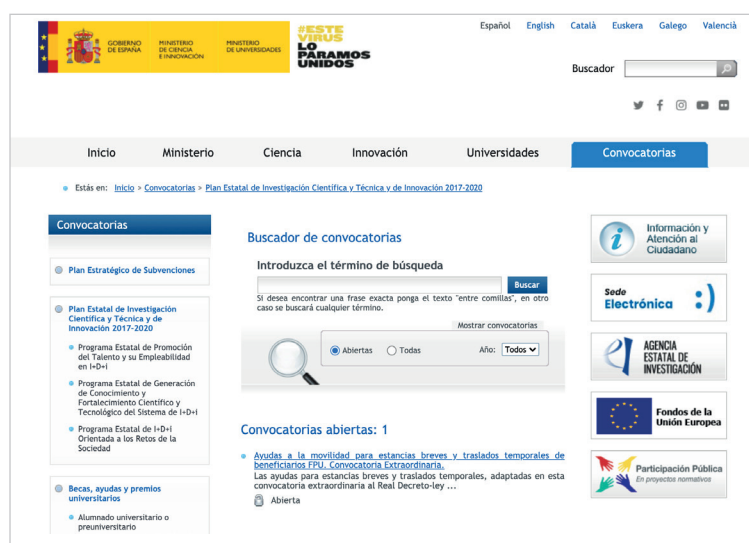 GOBIERNO
DE ESPAÑA
MINISTERIO
DE CIENCIA
E INNOVACIÓN
MINISTERIO
DE UNIVERSIDADES
#ESTE
VIRUS
LO
PARAMOS
UNIDOS
Español English Català Euskera Galego Valencià
Buscador
Inicio Ministerio Ciencia Innovación Universidades Convocatorias
Estás en: Inicio > Convocatorias > Plan Estatal de Investigación Científica y Técnica y de Innovación 2017-2020
Convocatorias
Plan Estratégico de Subvenciones
Plan Estatal de Investigación
Científica y Técnica y de
Innovación 2017-2020
Programa Estatal de Promoción
del Talento y su Empleabilidad
en I+D+i
Programa Estatal de Generación
de Conocimiento y
Fortalecimiento Científico y
Tecnológico del Sistema de I+D+i
Programa Estatal de I+D+i
Orientada a los Retos de la
Sociedad
Becas, ayudas y premios
universitarios
Alumnado universitario o
preuniversitario
Buscador de convocatorias
Introduzca el término de búsqueda
Buscar
Si desea encontrar una frase exacta ponga el texto "entre comillas", en otro
caso se buscará cualquier término.
Mostrar convocatorias
Abiertas Todas Año: Todos
Convocatorias abiertas: 1
Ayudas a la movilidad para estancias breves y traslados temporales de
beneficiarios FPU. Convocatoria Extraordinaria.
Las ayudas para estancias breves y traslados temporales, adaptadas en esta
convocatoria extraordinaria al Real Decreto-ley ...
Abierta
Información y
Atención al
Ciudadano
Sede
Electrónica
AGENCIA
ESTATAL DE
INVESTIGACIÓN
Fondos de la
Unión Europea
Participación Pública
En proyectos normativos